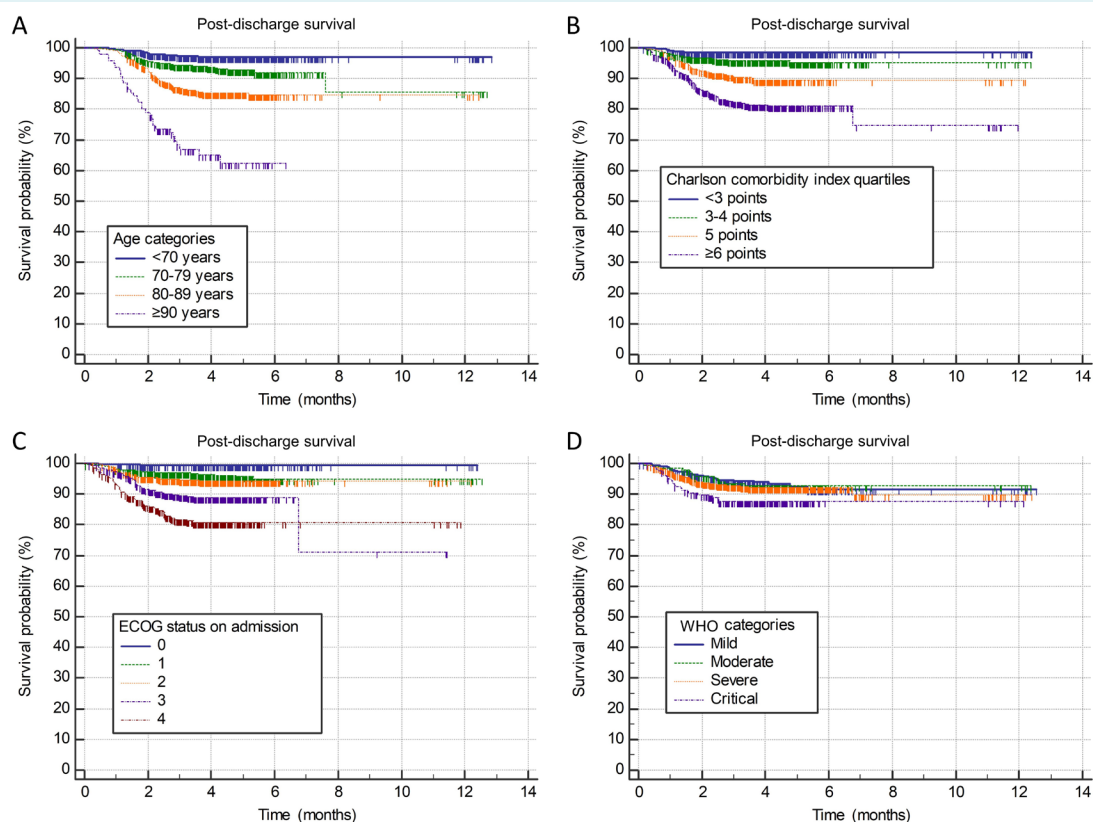 A
Post-discharge survival
Survival probability (%)
100
90
80
70
60
50
40
30
20
10
0
Age categories
<70 years
70-79 years
80-89 years
≥90 years
0 2 4 6 8 10 12 14
Time (months)
B
Post-discharge survival
Survival probability (%)
100
90
80
70
60
50
40
30
20
10
0
Charlson comorbidity index quartiles
<3 points
3-4 points
5 points
≥6 points
0 2 4 6 8 10 12 14
Time (months)
C
Post-discharge survival
Survival probability (%)
100
90
80
70
60
50
40
30
20
10
0
ECOG status on admission
0
1
2
3
4
0 2 4 6 8 10 12 14
Time (months)
D
Post-discharge survival
Survival probability (%)
100
90
80
70
60
50
40
30
20
10
0
WHO categories
Mild
Moderate
Severe
Critical
0 2 4 6 8 10 12 14
Time (months)